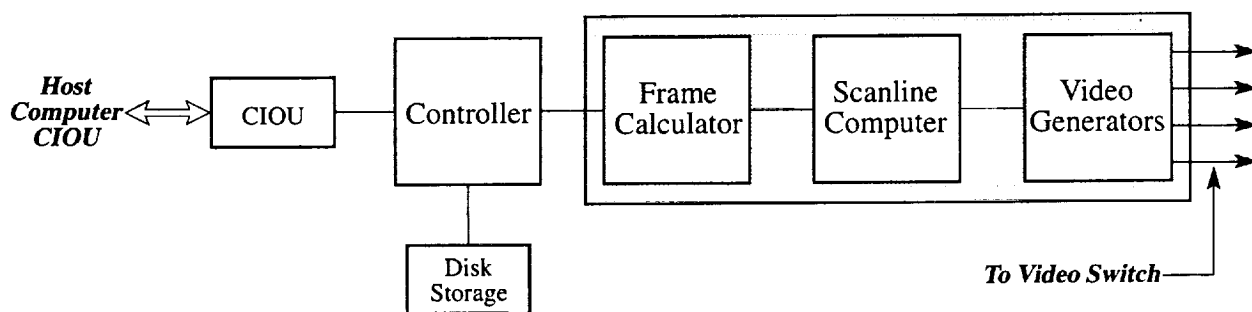 Host
Computer
CIOU
CIOU
Controller
Frame
Calculator
Scanline
Computer
Video
Generators
Disk
Storage
To Video Switch